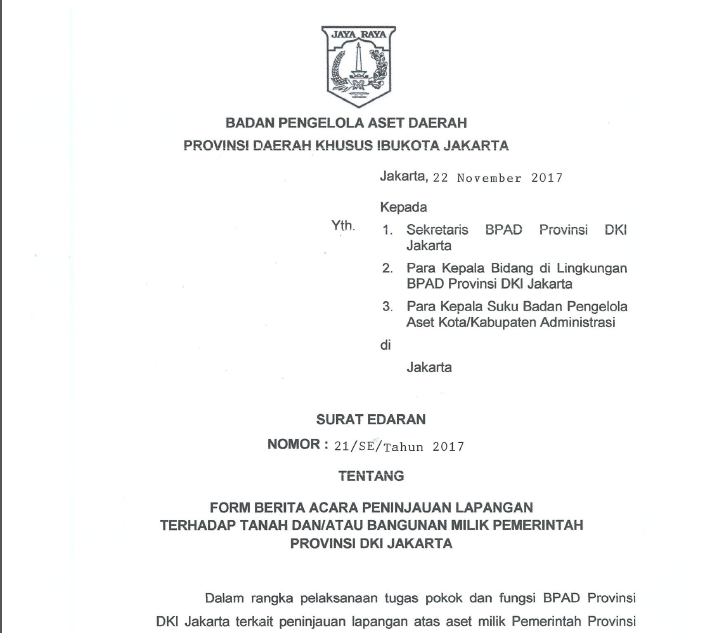 JAYA RAYA
BADAN PENGELOLA ASET DAERAH
PROVINSI DAERAH KHUSUS IBUKOTA JAKARTA
Jakarta, 22 November 2017
Kepada
Yth. 1. Sekretaris BPAD Provinsi DKI
Jakarta
2. Para Kepala Bidang di Lingkungan
BPAD Provinsi DKI Jakarta
3. Para Kepala Suku Badan Pengelola
Aset Kota/Kabupaten Administrasi
di
Jakarta
SURAT EDARAN
NOMOR : 21/SE/Tahun 2017
TENTANG
FORM BERITA ACARA PENINJAUAN LAPANGAN
TERHADAP TANAH DAN/ATAU BANGUNAN MILIK PEMERINTAH
PROVINSI DKI JAKARTA
Dalam rangka pelaksanaan tugas pokok dan fungsi BPAD Provinsi
DKI Jakarta terkait peninjauan lapangan atas aset milik Pemerintah Provinsi